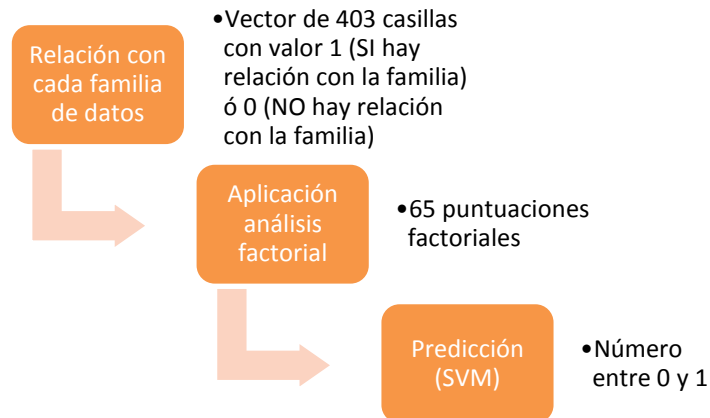 Relación con
cada familia
de datos
•Vector de 403 casillas
con valor 1 (SI hay
relación con la familia)
ó 0 (NO hay relación
con la familia)
Aplicación
análisis
factorial
•65 puntuaciones
factoriales
Predicción
(SVM)
•Número
entre 0 y 1